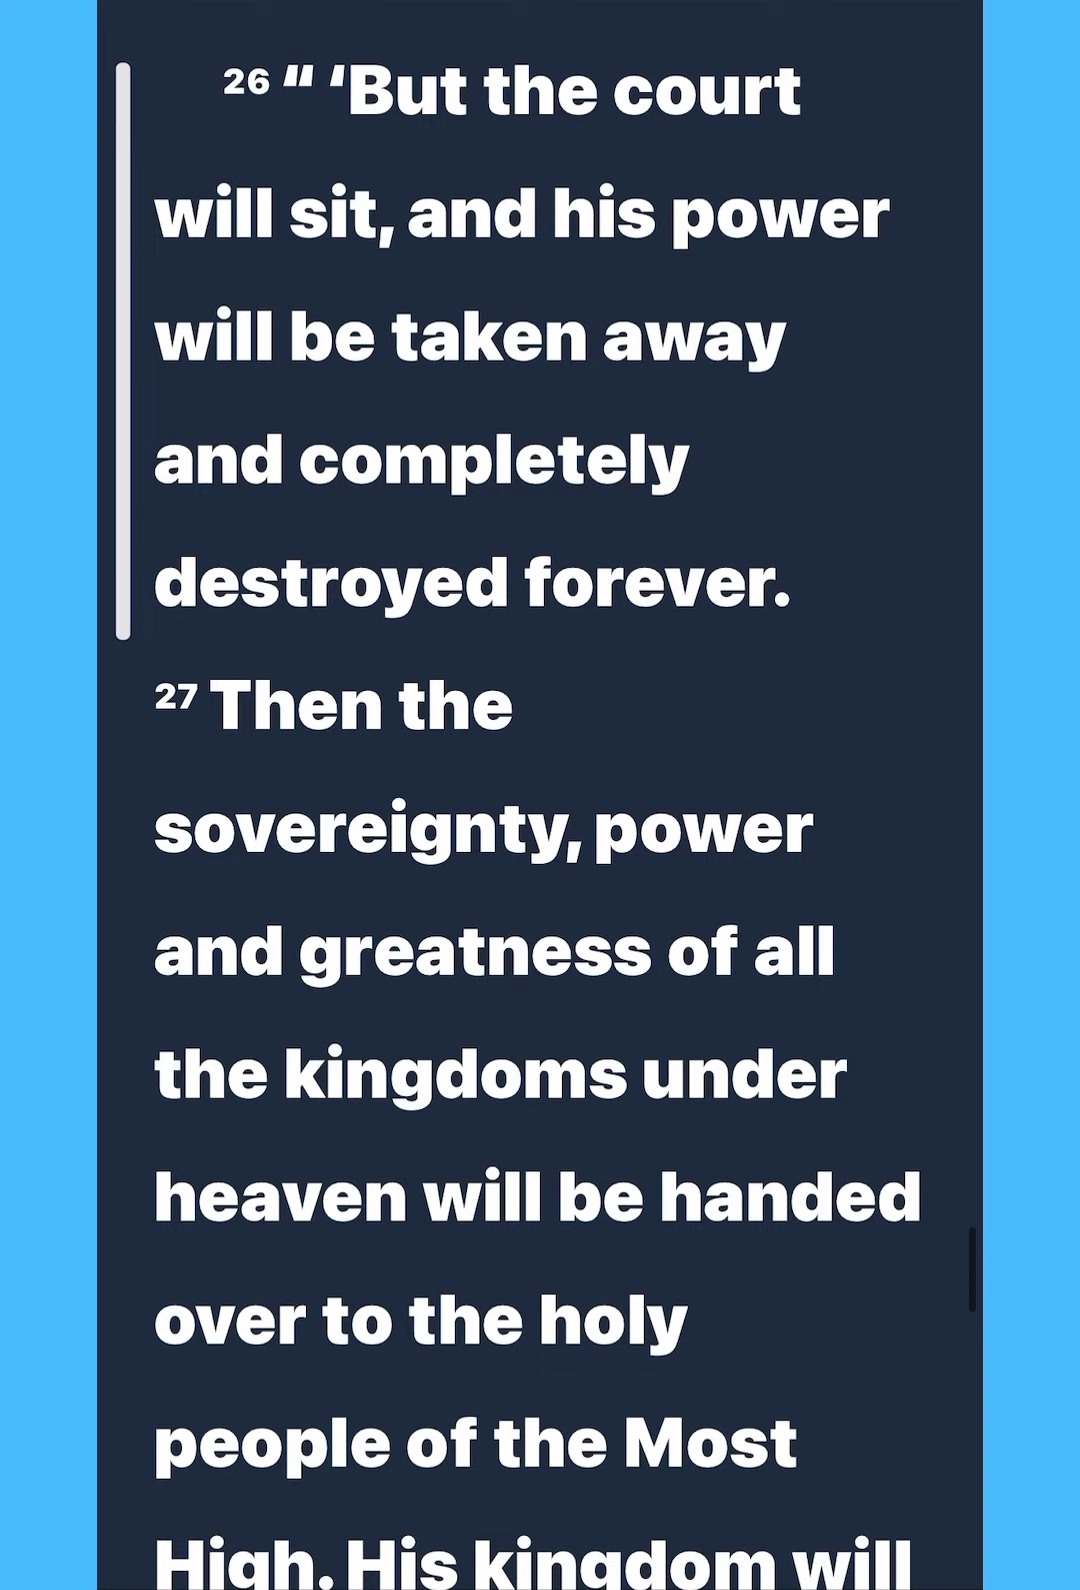 26 “ ‘But the court
will sit, and his power
will be taken away
and completely
destroyed forever.
27 Then the
sovereignty, power
and greatness of all
the kingdoms under
heaven will be handed
over to the holy
people of the Most
High. His kingdom will